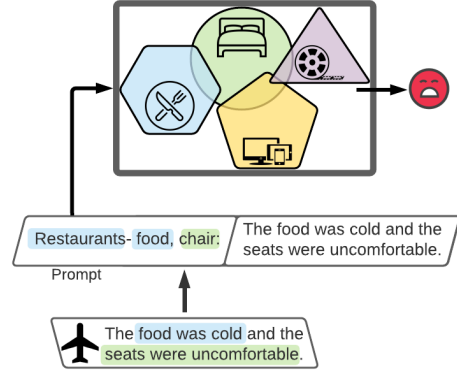 Restaurants- food, chair:
The food was cold and the
seats were uncomfortable.
Prompt
The food was cold and the
seats were uncomfortable.